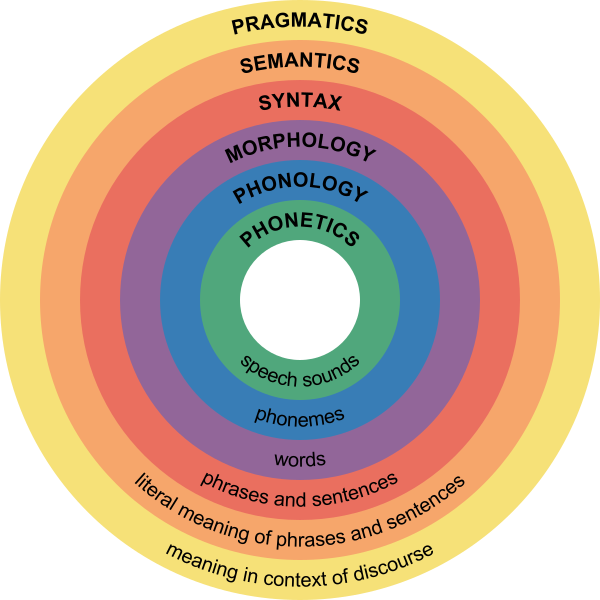 PRAGMATICS
SEMANTICS
SYNTAX
MORPHOLOGY
PHONOLOGY
PHONETICS
speech sounds
phonemes
words
phrases and sentences
literal meaning of phrases and sentences
meaning in context of discourse